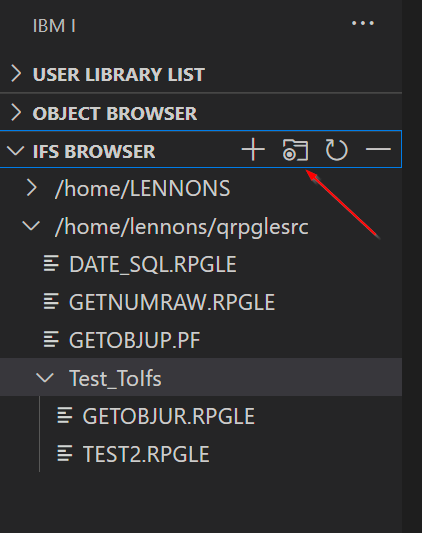 IBM I
USER LIBRARY LIST
OBJECT BROWSER
IFS BROWSER
/home/LENNONS
/home/lennons/qrpglesrc
DATE_SQL.RPGLE
GETNUMRAW.RPGLE
GETOBJUP.PF
Test_ToIfs
GETOBJUR.RPGLE
TEST2.RPGLE